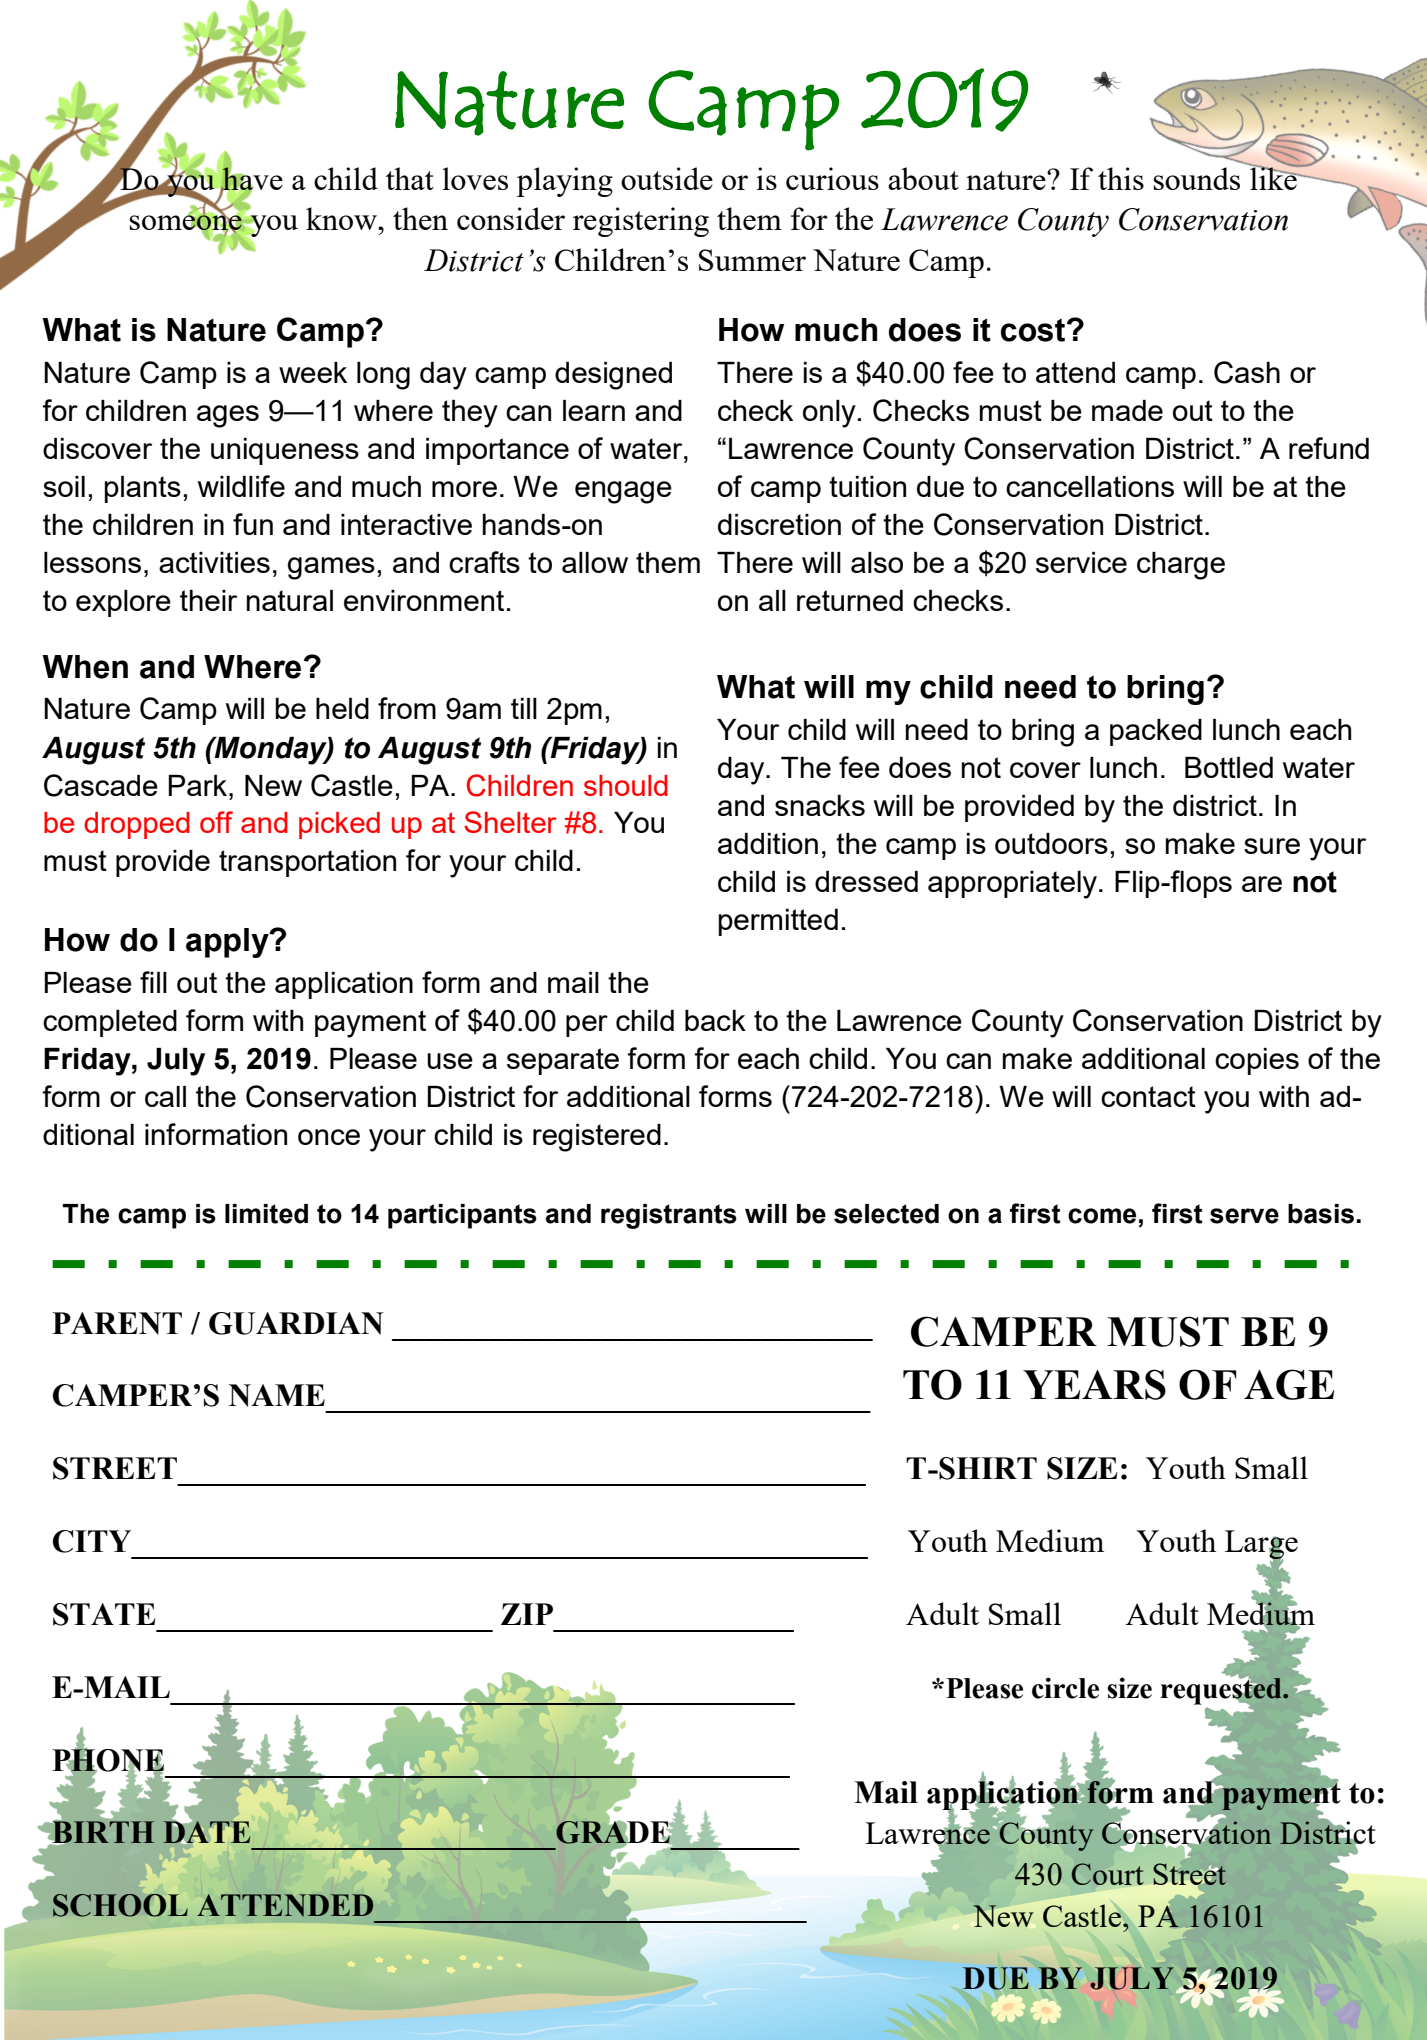 Nature Camp 2019
Do you have a child that loves playing outside or is curious about nature? If this sounds like
someone you know, then consider registering them for the Lawrence County Conservation
District’s Children’s Summer Nature Camp.
What is Nature Camp?
Nature Camp is a week long day camp designed
for children ages 9—11 where they can learn and
discover the uniqueness and importance of water,
soil, plants, wildlife and much more. We engage
the children in fun and interactive hands-on
lessons, activities, games, and crafts to allow them
to explore their natural environment.
When and Where?
Nature Camp will be held from 9am till 2pm,
August 5th (Monday) to August 9th (Friday) in
Cascade Park, New Castle, PA. Children should
be dropped off and picked up at Shelter #8. You
must provide transportation for your child.
How much does it cost?
There is a $40.00 fee to attend camp. Cash or
check only. Checks must be made out to the
“Lawrence County Conservation District.” A refund
of camp tuition due to cancellations will be at the
discretion of the Conservation District.
There will also be a $20 service charge
on all returned checks.
What will my child need to bring?
Your child will need to bring a packed lunch each
day. The fee does not cover lunch. Bottled water
and snacks will be provided by the district. In
addition, the camp is outdoors, so make sure your
child is dressed appropriately. Flip-flops are not
permitted.
How do I apply?
Please fill out the application form and mail the
completed form with payment of $40.00 per child back to the Lawrence County Conservation District by
Friday, July 5, 2019. Please use a separate form for each child. You can make additional copies of the
form or call the Conservation District for additional forms (724-202-7218). We will contact you with ad-
ditional information once your child is registered.
The camp is limited to 14 participants and registrants will be selected on a first come, first serve basis.
PARENT / GUARDIAN ______________________________
CAMPER’S NAME__________________________________
STREET___________________________________________
CITY______________________________________________
STATE_____________________ ZIP_______________
E-MAIL_______________________________________
PHONE_______________________________________
BIRTH DATE___________________GRADE________
SCHOOL ATTENDED___________________________
CAMPER MUST BE 9
TO 11 YEARS OF AGE
T-SHIRT SIZE: Youth Small
Youth Medium Youth Large
Adult Small Adult Medium
*Please circle size requested.
Mail application form and payment to:
Lawrence County Conservation District
430 Court Street
New Castle, PA 16101
DUE BY JULY 5, 2019